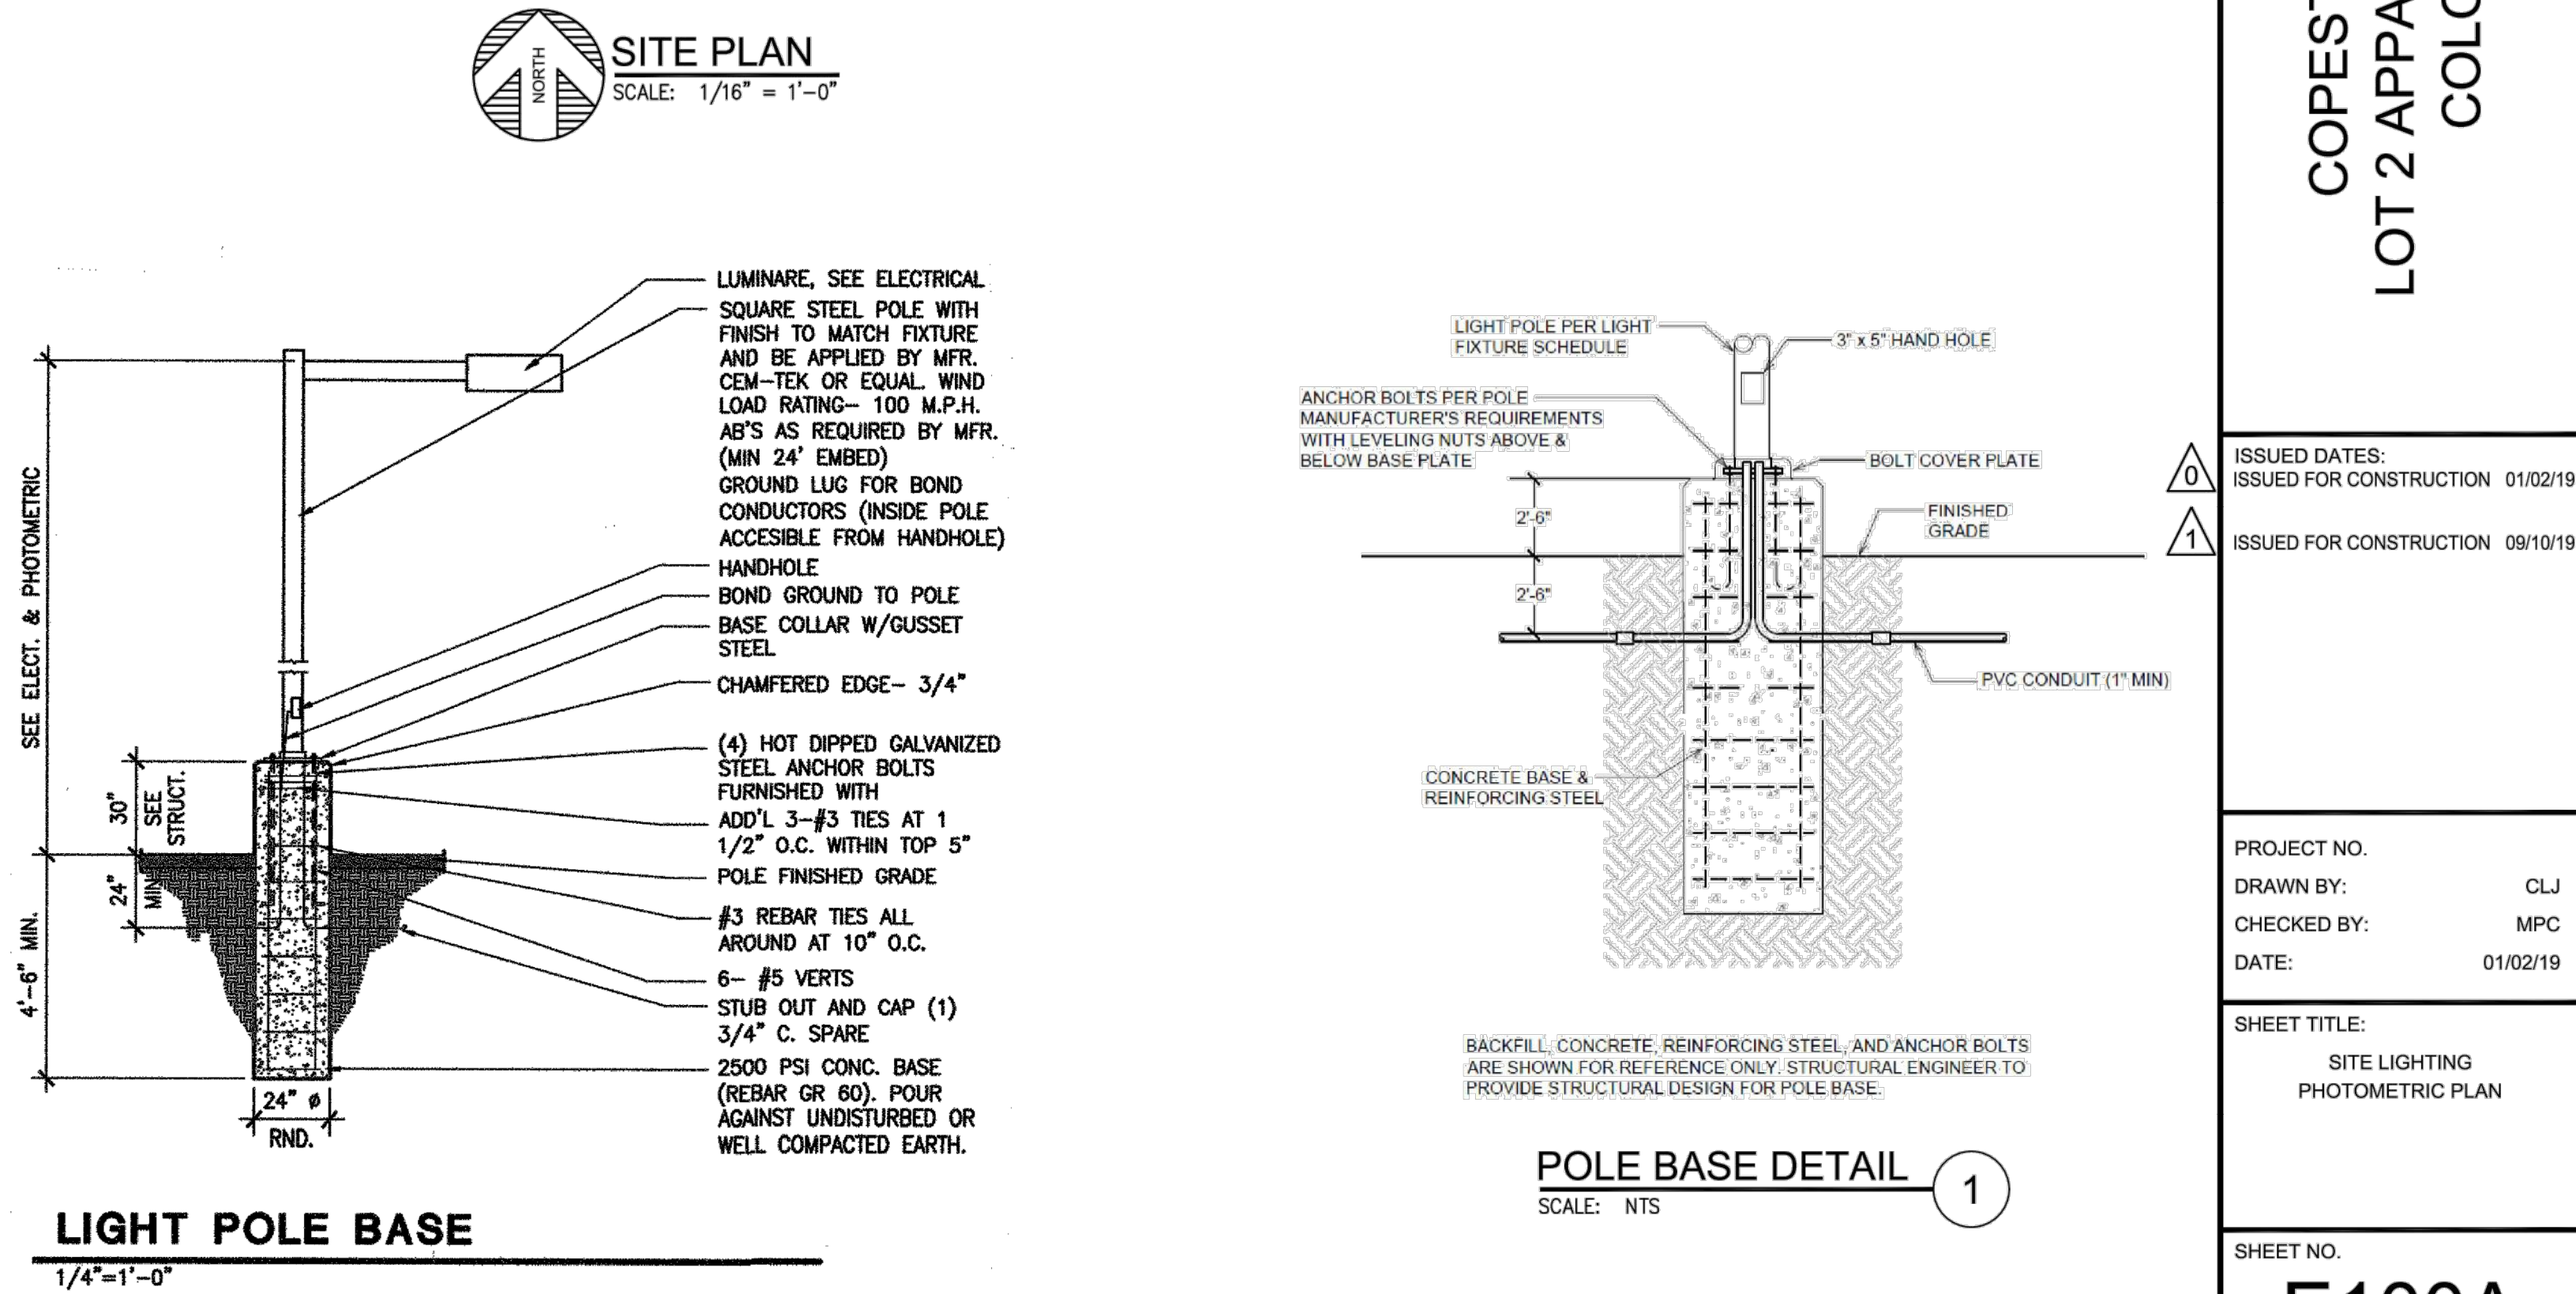 NORTH
SITE PLAN
SCALE: 1/16" = 1'-0"
LUMINARE, SEE ELECTRICAL
SQUARE STEEL POLE WITH
FINISH TO MATCH FIXTURE
AND BE APPLIED BY MFR.
CEM-TEK OR EQUAL. WIND
LOAD RATING- 100 M.P.H.
AB'S AS REQUIRED BY MFR.
(MIN 24' EMBED)
GROUND LUG FOR BOND
CONDUCTORS (INSIDE POLE
ACCESIBLE FROM HANDHOLE)
HANDHOLE
BOND GROUND TO POLE
BASE COLLAR W/GUSSET
STEEL
CHAMFERED EDGE- 3/4"
(4) HOT DIPPED GALVANIZED
STEEL ANCHOR BOLTS
FURNISHED WITH
ADD'L 3-#3 TIES AT 1
1/2" O.C. WITHIN TOP 5"
POLE FINISHED GRADE
#3 REBAR TIES ALL
AROUND AT 10" O.C.
6- #5 VERTS
STUB OUT AND CAP (1)
3/4" C. SPARE
2500 PSI CONC. BASE
(REBAR GR 60). POUR
AGAINST UNDISTURBED OR
WELL COMPACTED EARTH.
SEE ELECT. & PHOTOMETRIC
30"
SEE
STRUCT.
24"
MIN
4'-6" MIN.
24" ø
RND.
LIGHT POLE BASE
1/4"=1'-0"
LIGHT POLE PER LIGHT
FIXTURE SCHEDULE
3" x 5" HAND HOLE
ANCHOR BOLTS PER POLE
MANUFACTURER'S REQUIREMENTS
WITH LEVELING NUTS ABOVE &
BELOW BASE PLATE
BOLT COVER PLATE
2'-6"
FINISHED
GRADE
2'-6"
PVC CONDUIT (1" MIN)
CONCRETE BASE &
REINFORCING STEEL
BACKFILL, CONCRETE, REINFORCING STEEL, AND ANCHOR BOLTS
ARE SHOWN FOR REFERENCE ONLY. STRUCTURAL ENGINEER TO
PROVIDE STRUCTURAL DESIGN FOR POLE BASE.
POLE BASE DETAIL 1
SCALE: NTS
COPEST
LOT 2 APPA
COLO
0
ISSUED DATES:
ISSUED FOR CONSTRUCTION 01/02/19
1
ISSUED FOR CONSTRUCTION 09/10/19
PROJECT NO.
DRAWN BY: CLJ
CHECKED BY: MPC
DATE: 01/02/19
SHEET TITLE:
SITE LIGHTING
PHOTOMETRIC PLAN
SHEET NO.